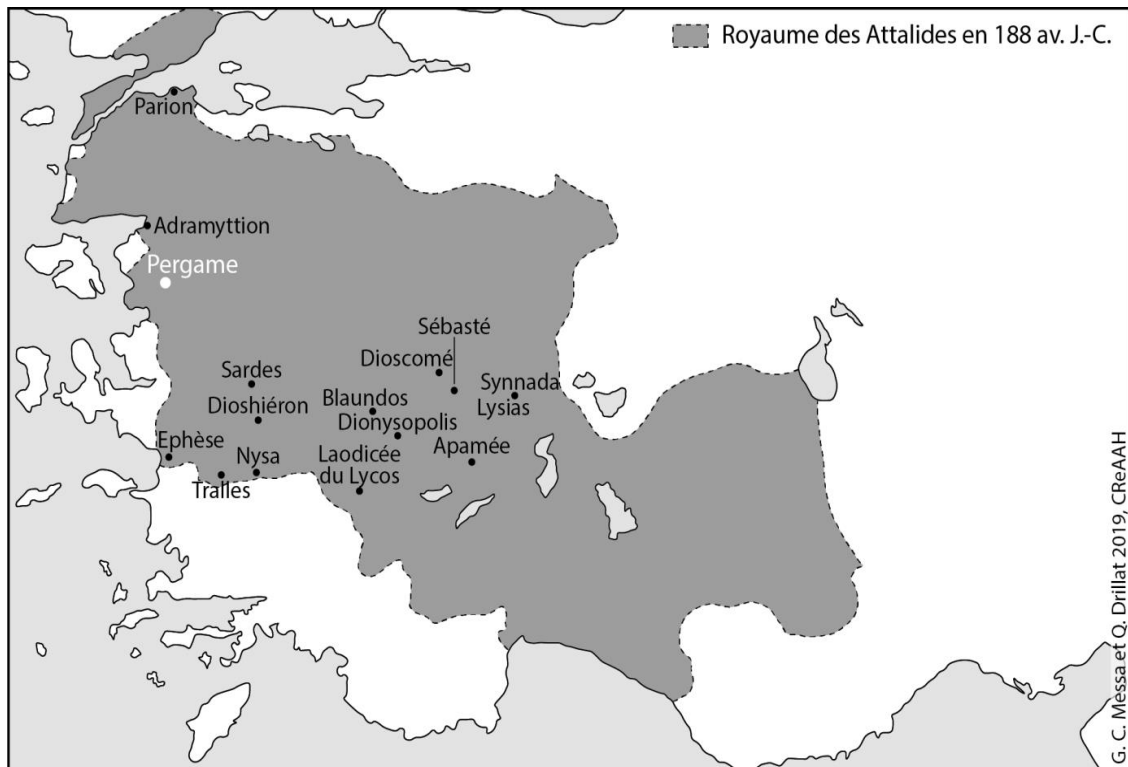 Royaume des Attalides en 188 av. J.-C.
Parion
Adramyttion
Pergame
Sébasté
Dioscomé
Sardes
Synnada
Blaundos
Lysias
Dioshiéron
Dionysopolis
Ephèse
Apamée
Nysa
Laodicée
du Lycos
Tralles
G. C. Messa et Q. Drillat 2019, CReAAH